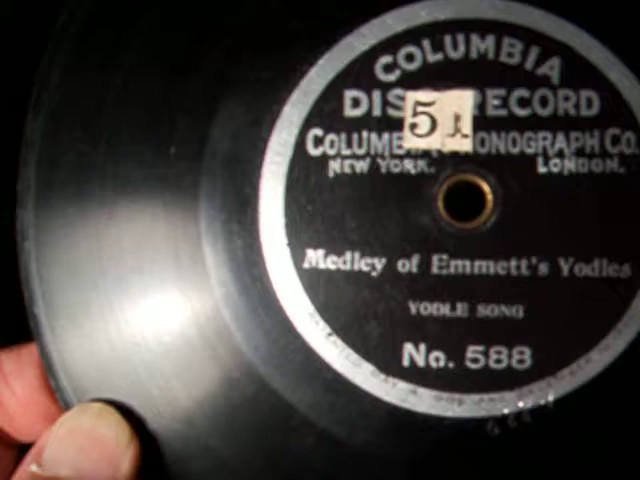 COLUMBIA
DIS RECORD
5
COLUMB ONOGRAPH CO.
NEW YORK. LONDON.
Medley of Emmett's Yodles
YODLE SONG
No. 588